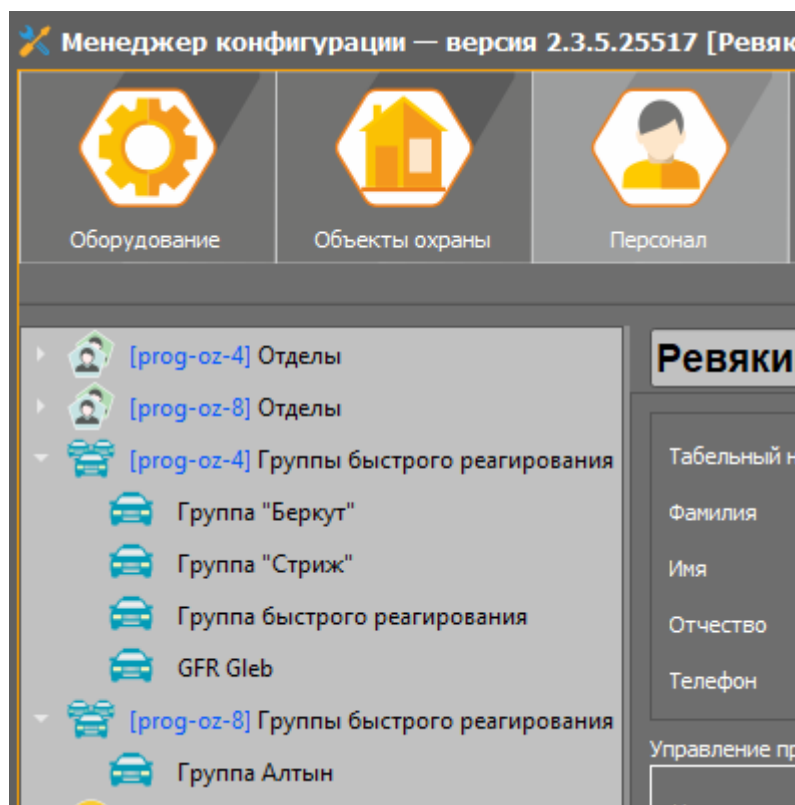 Менеджер конфигурации — версия 2.3.5.25517 [Ревяк
Оборудование
Объекты охраны
Персонал
[prog-oz-4] Отделы
[prog-oz-8] Отделы
[prog-oz-4] Группы быстрого реагирования
Группа "Беркут"
Группа "Стриж"
Группа быстрого реагирования
GFR Gleb
[prog-oz-8] Группы быстрого реагирования
Группа Алтын
Ревяки
Табельный н
Фамилия
Имя
Отчество
Телефон
Управление пр